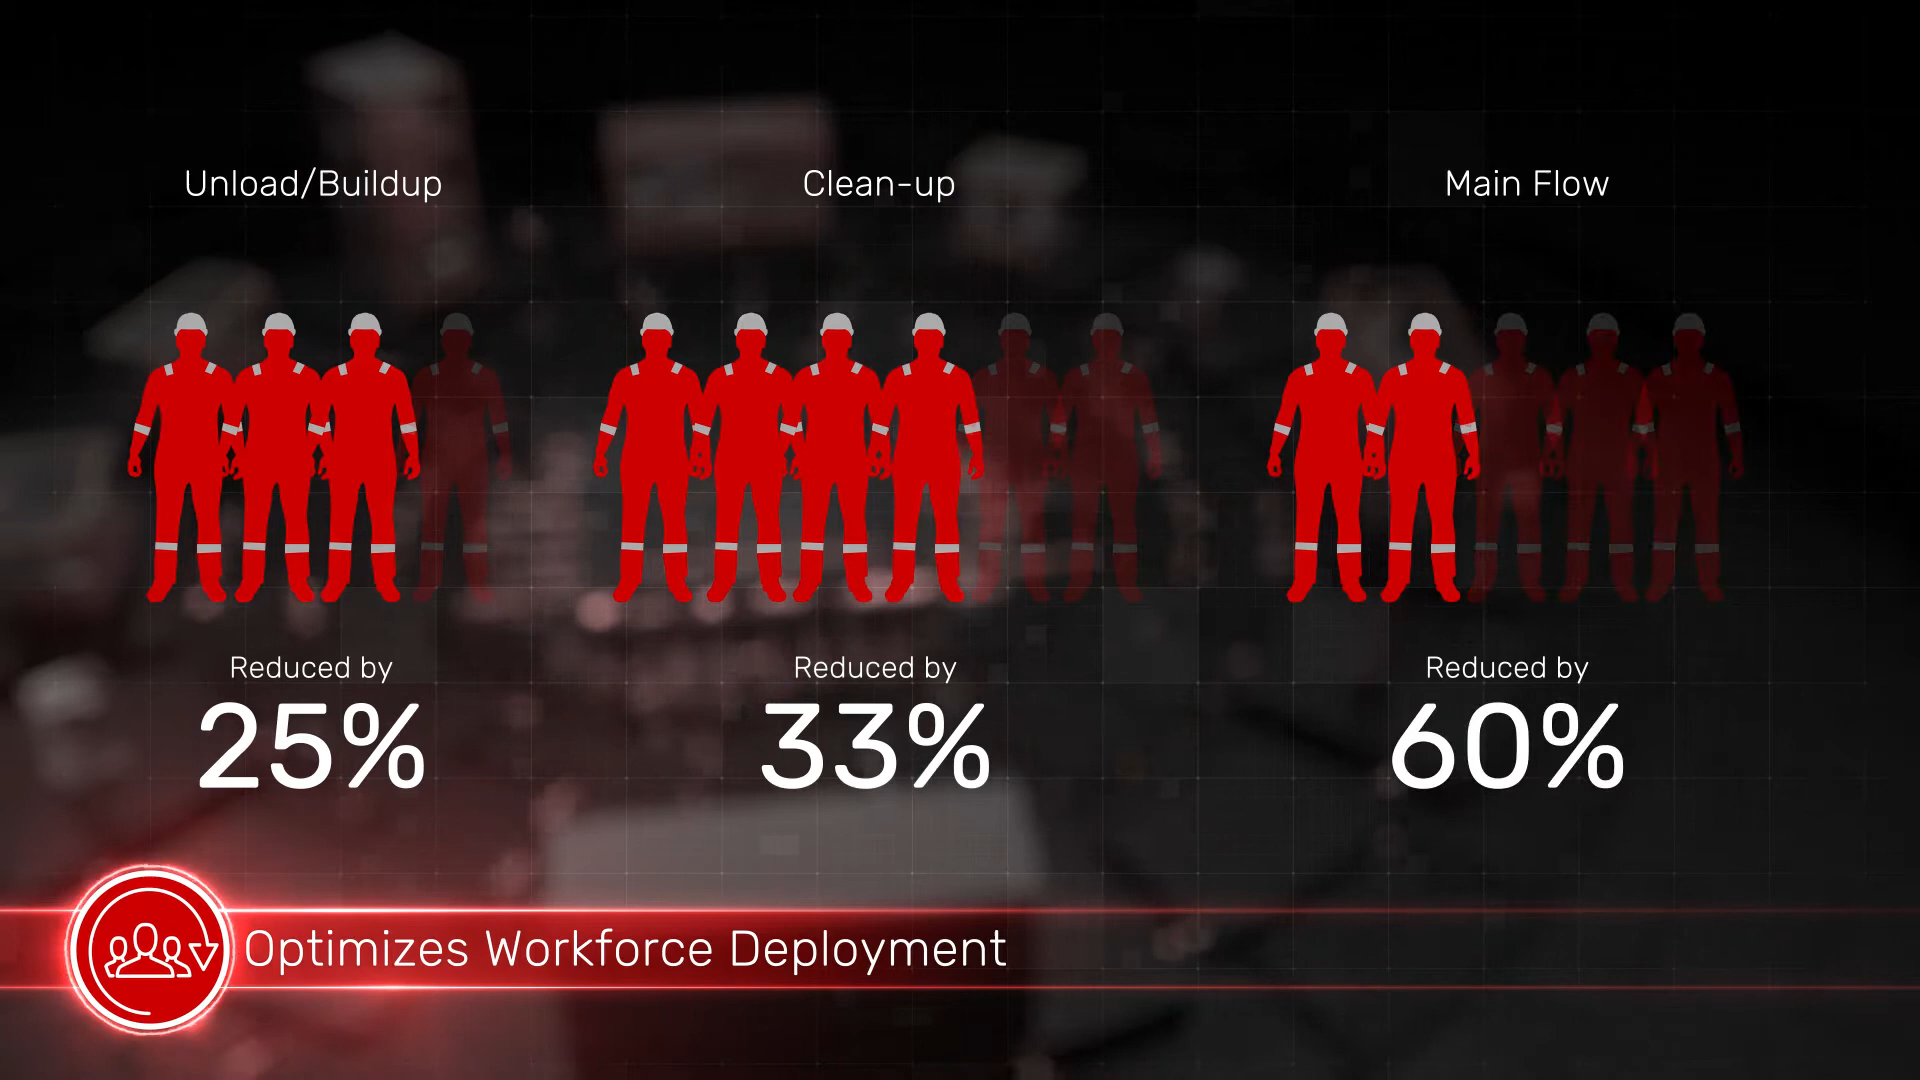 Unload/Buildup
Clean-up
Main Flow
Reduced by
25%
Reduced by
33%
Reduced by
60%
Optimizes Workforce Deployment